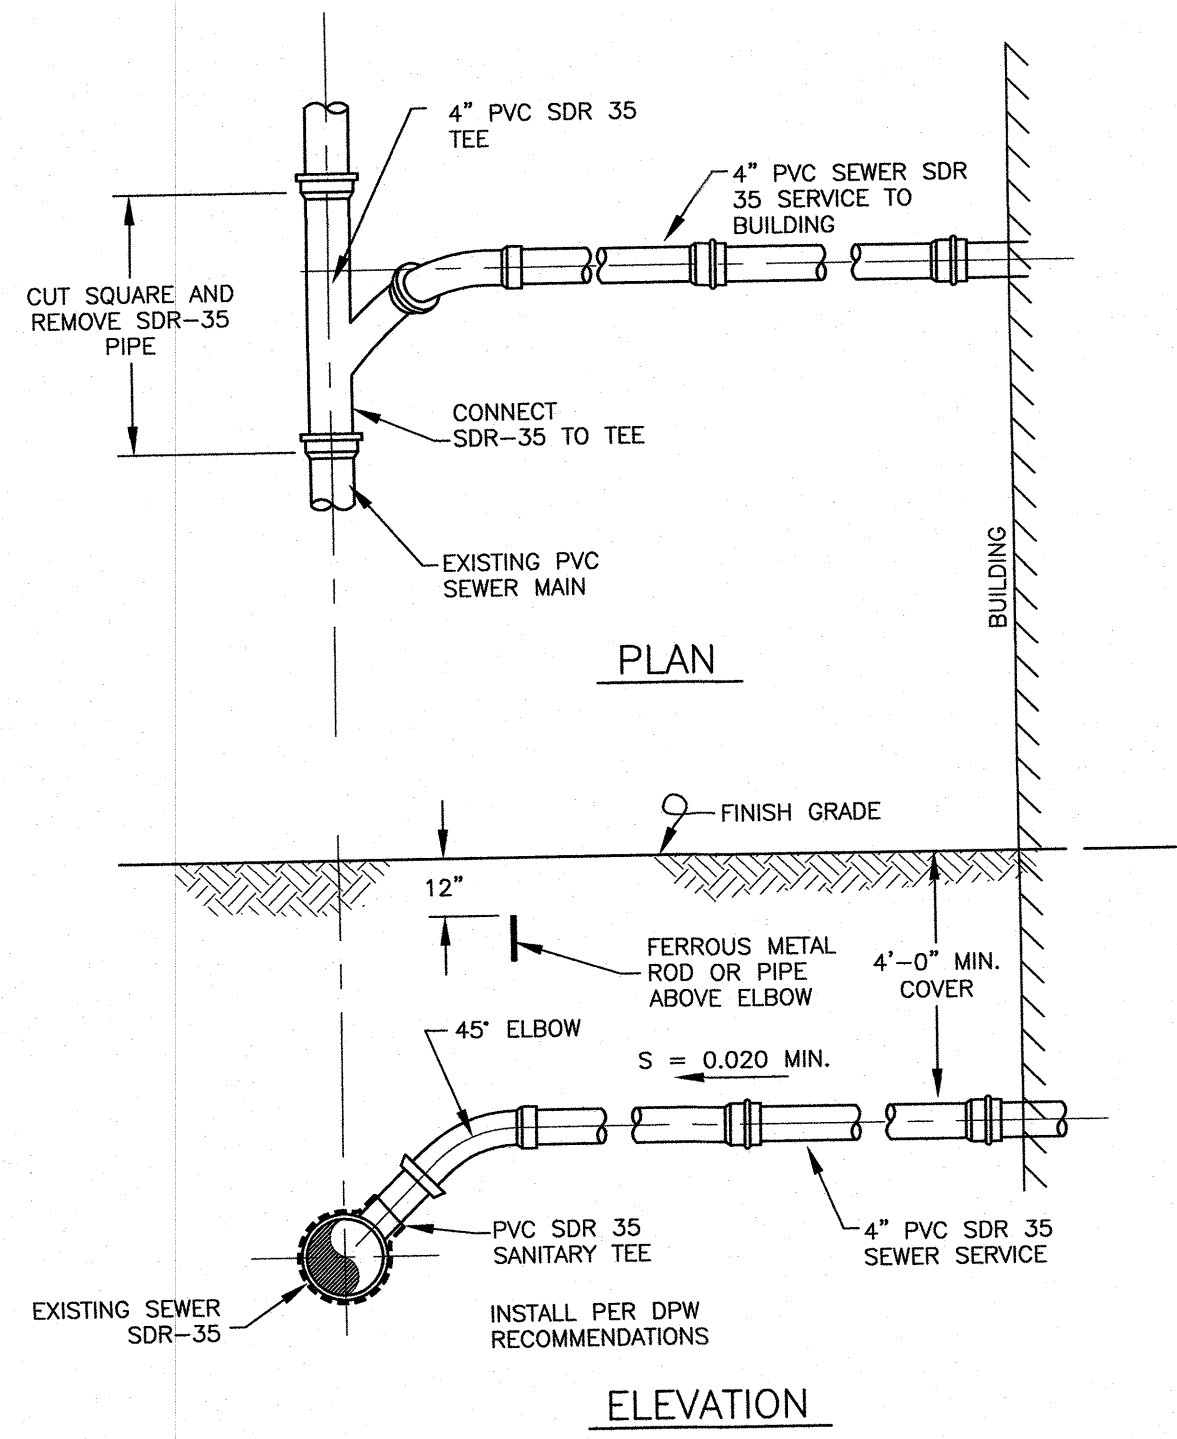 4" PVC SDR 35
TEE
4" PVC SEWER SDR
35 SERVICE TO
BUILDING
CUT SQUARE AND
REMOVE SDR-35
PIPE
CONNECT
SDR-35 TO TEE
EXISTING PVC
SEWER MAIN
BUILDING
PLAN
FINISH GRADE
12"
FERROUS METAL
ROD OR PIPE
ABOVE ELBOW
4'-0" MIN.
COVER
45° ELBOW
S = 0.020 MIN.
PVC SDR 35
SANITARY TEE
4" PVC SDR 35
SEWER SERVICE
EXISTING SEWER
SDR-35
INSTALL PER DPW
RECOMMENDATIONS
ELEVATION